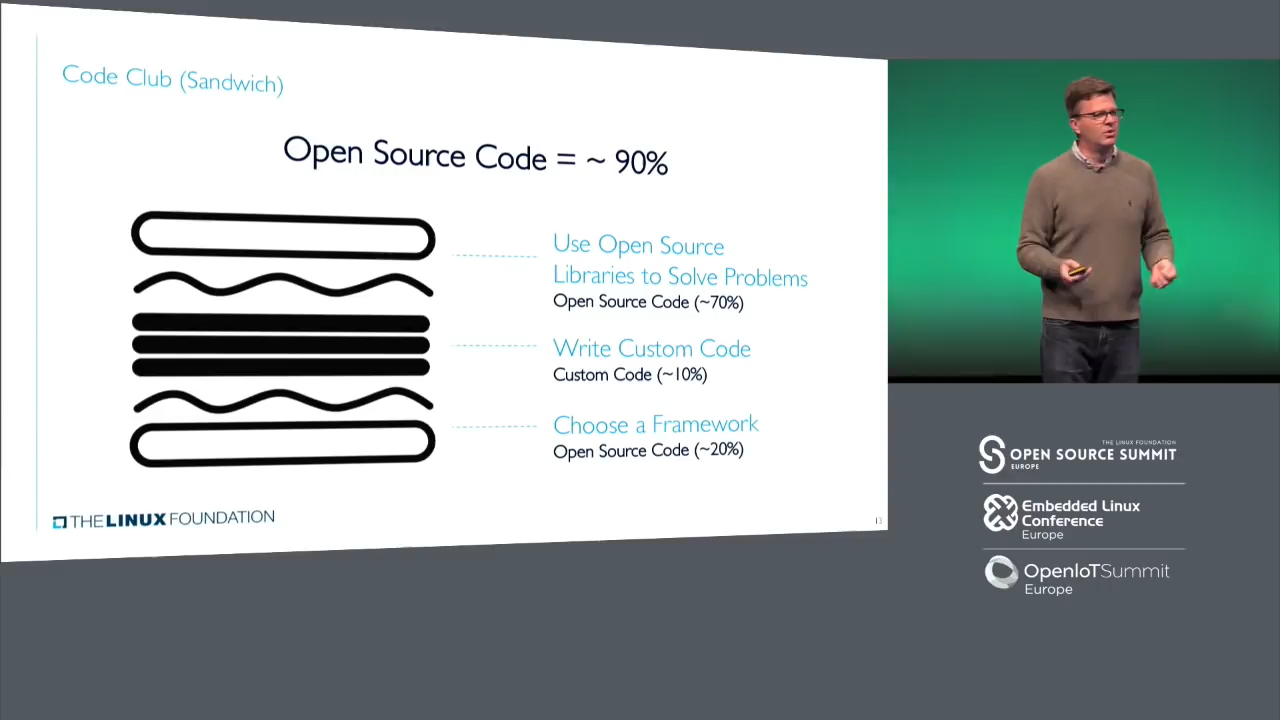 Code Club (Sandwich)
Open Source Code = ~ 90%
Use Open Source
Libraries to Solve Problems
Open Source Code (~70%)
Write Custom Code
Custom Code (~10%)
Choose a Framework
Open Source Code (~20%)
THE LINUX FOUNDATION
13
THE LINUX FOUNDATION
OPEN SOURCE SUMMIT
EUROPE
Embedded Linux
Conference
Europe
OpenIoTSummit
Europe